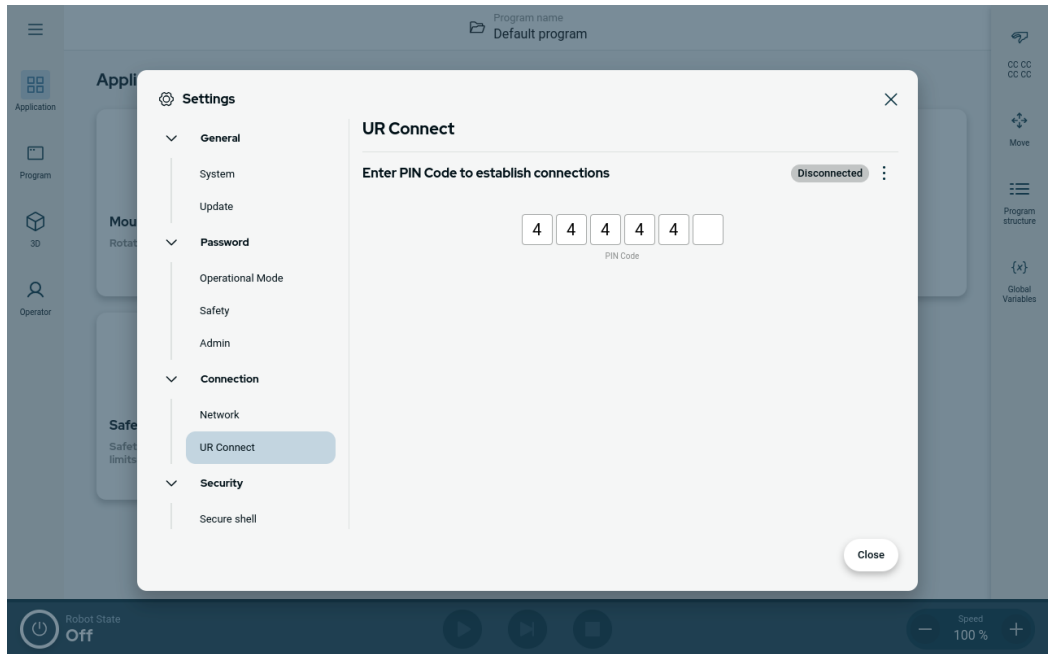 Program name
Default program
Application
Program
3D
Operator
Appli
Mou
Rotat
Safe
Safet
limits
Settings
General
System
Update
Password
Operational Mode
Safety
Admin
Connection
Network
UR Connect
Security
Secure shell
UR Connect
Enter PIN Code to establish connections
Disconnected
4 4 4 4 4
PIN Code
Close
CC CC
CC CC
Move
Program
structure
{x}
Global
Variables
Robot State
Off
Speed
100 %